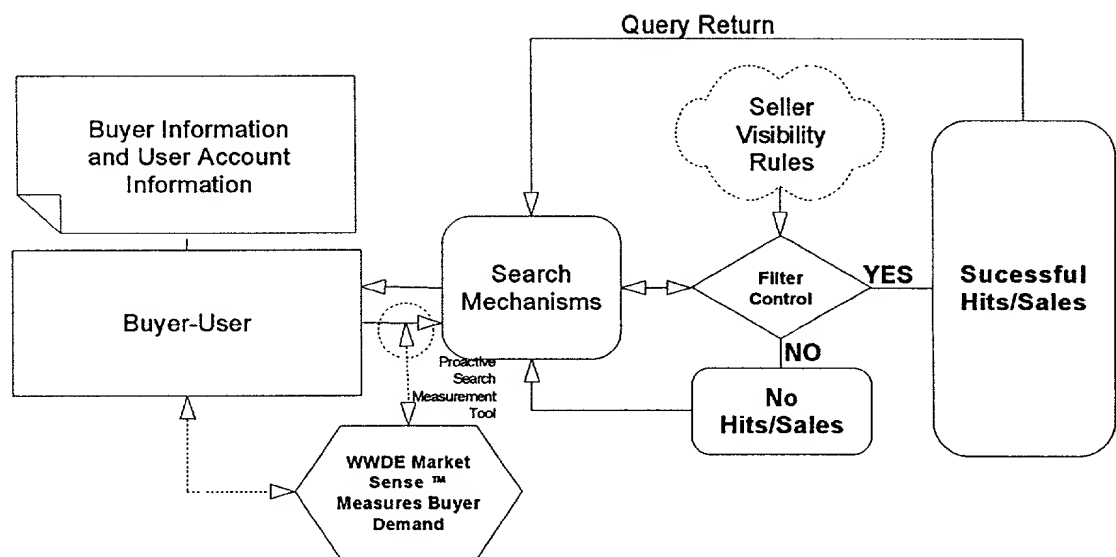 Query Return
Buyer Information
and User Account
Information
Seller
Visibility
Rules
Search
Mechanisms
Filter
Control
YES
Sucessful
Hits/Sales
Buyer-User
NO
No
Hits/Sales
Proactive
Search
Measurement
Tool
WWDE Market
Sense ™
Measures Buyer
Demand